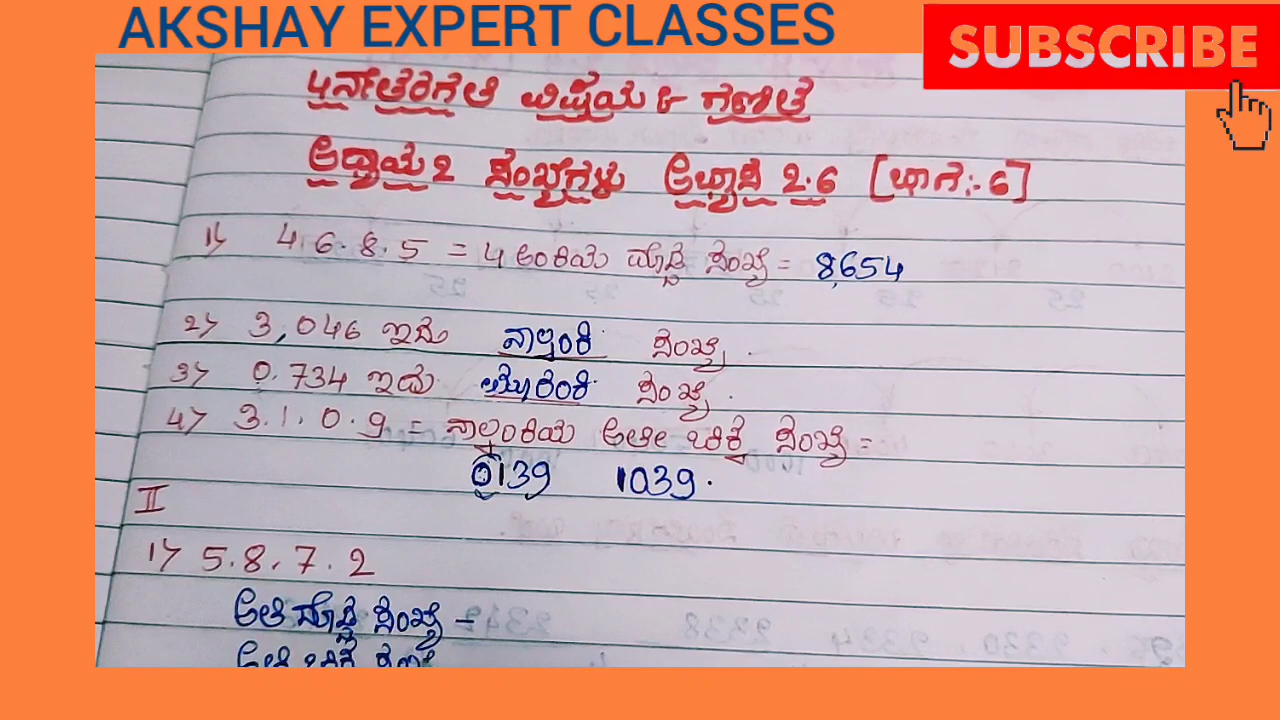 AKSHAY EXPERT CLASSES
SUBSCRIBE
4ನೇ ತರಗತಿ ವಿಷಯ :- ಗಣಿತ
ಅಧ್ಯಾಯ 2 ಸಂಖ್ಯೆಗಳು ಅಭ್ಯಾಸ 2.6 [ಭಾಗ:- 6]
1) 4 6. 8. 5 = 4 ಅಂಕಿಯ ದೊಡ್ಡ ಸಂಖ್ಯೆ = 8,654
2) 3,046 ಇದು ನಾಲ್ಕಂಕಿ ಸಂಖ್ಯೆ.
3) 0.734 ಇದು ಮೂರಂಕಿ ಸಂಖ್ಯೆ.
4) 3. 1. 0. 9 = ನಾಲ್ಕಂಕಿಯ ಅತೀ ಚಿಕ್ಕ ಸಂಖ್ಯೆ =
0139 1039.
II
1) 5. 8. 7. 2
ಅತಿ ದೊಡ್ಡ ಸಂಖ್ಯೆ -